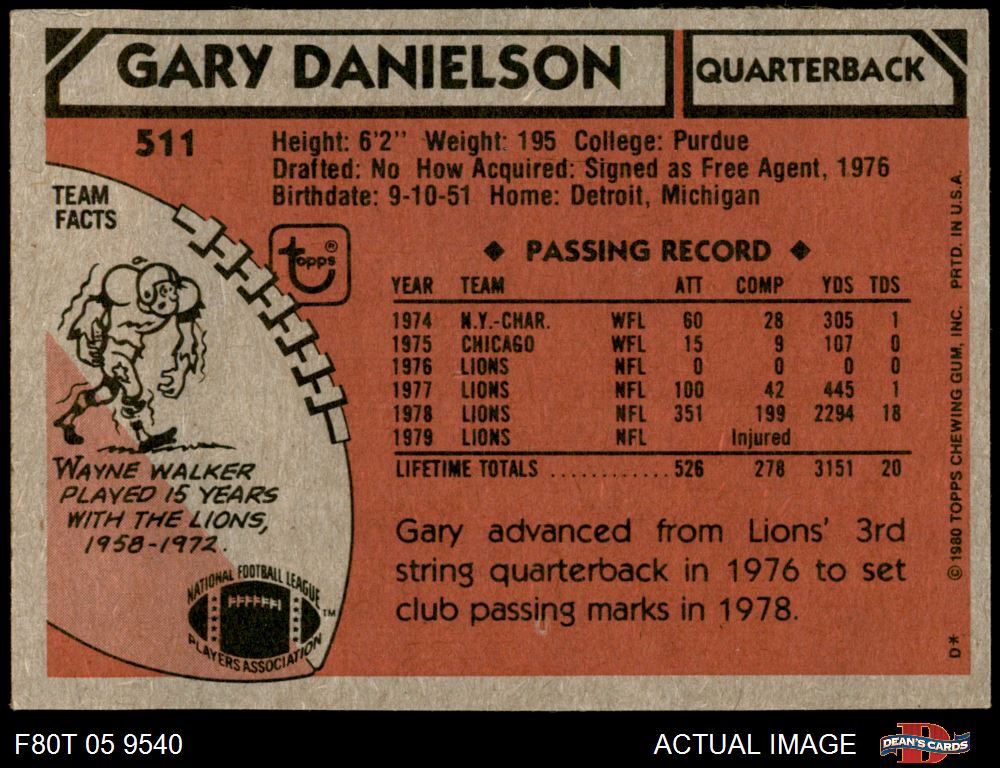 GARY DANIELSON
QUARTERBACK
511
Height: 6'2" Weight: 195 College: Purdue
Drafted: No How Acquired: Signed as Free Agent, 1976
Birthdate: 9-10-51 Home: Detroit, Michigan
TEAM
FACTS
topps ®
◆ PASSING RECORD ◆
YEAR TEAM ATT COMP YDS TDS
1974 N.Y.-CHAR. WFL 60 28 305 1
1975 CHICAGO WFL 15 9 107 0
1976 LIONS NFL 0 0 0 0
1977 LIONS NFL 100 42 445 1
1978 LIONS NFL 351 199 2294 18
1979 LIONS NFL Injured
LIFETIME TOTALS ............ 526 278 3151 20
WAYNE WALKER
PLAYED 15 YEARS
WITH THE LIONS,
1958-1972.
Gary advanced from Lions' 3rd
string quarterback in 1976 to set
club passing marks in 1978.
NATIONAL FOOTBALL LEAGUE
PLAYERS ASSOCIATION
TM
D* © 1980 TOPPS CHEWING GUM, INC. PRTD. IN U.S.A.
F80T 05 9540
ACTUAL IMAGE
DEAN'S CARDS